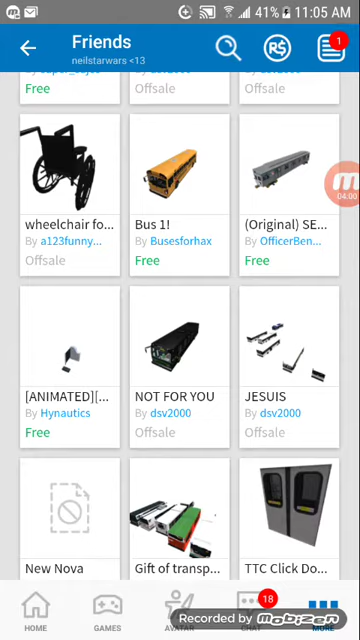 41% 11:05 AM
Friends
neilstarwars <13
R$
1
Free
Offsale
Offsale
wheelchair fo...
By a123funny...
Offsale
Bus 1!
By Busesforhax
Free
(Original) SE...
By OfficerBen...
Free
04:00
[ANIMATED][...
By Hynautics
Free
NOT FOR YOU
By dsv2000
Offsale
JESUIS
By dsv2000
Offsale
New Nova
Gift of transp...
TTC Click Do...
18
HOME
GAMES
AVATAR
CHAT
MORE
Recorded by mobizen